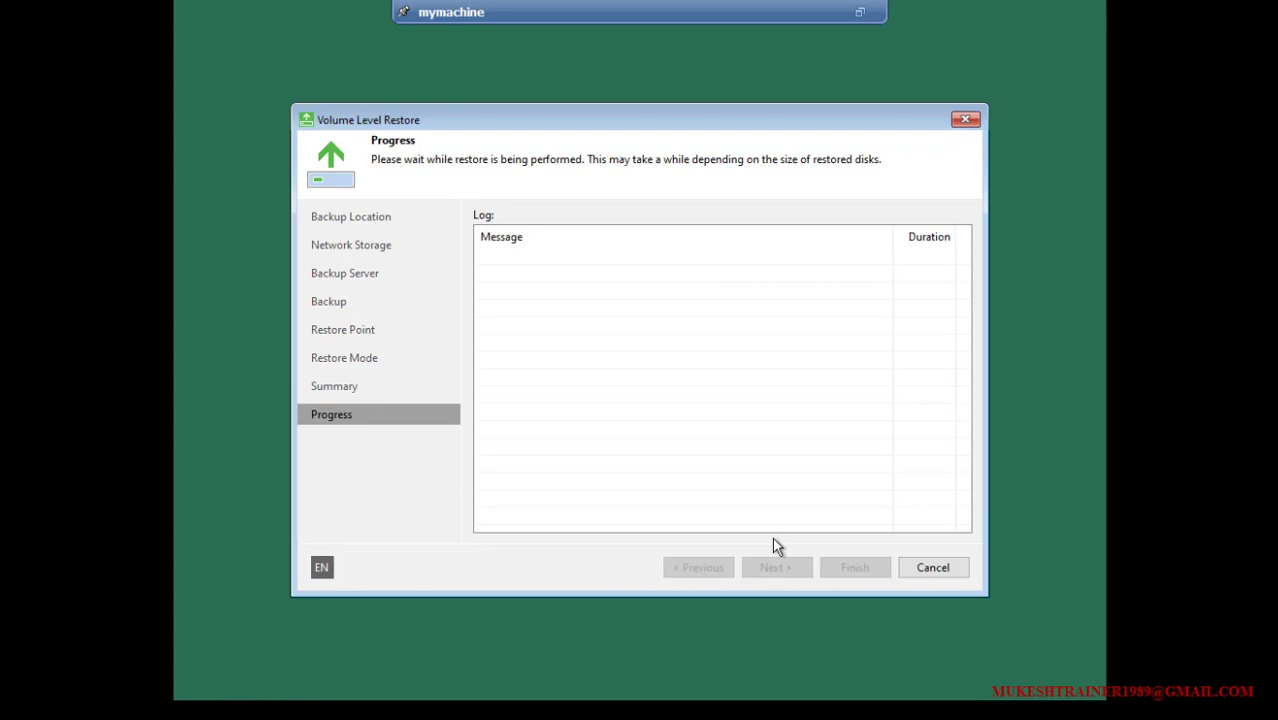 mymachine
Volume Level Restore
Progress
Please wait while restore is being performed. This may take a while depending on the size of restored disks.
Backup Location
Network Storage
Backup Server
Backup
Restore Point
Restore Mode
Summary
Progress
Log:
Message Duration
EN
< Previous Next > Finish Cancel
MUKESHTRAINER1989@GMAIL.COM